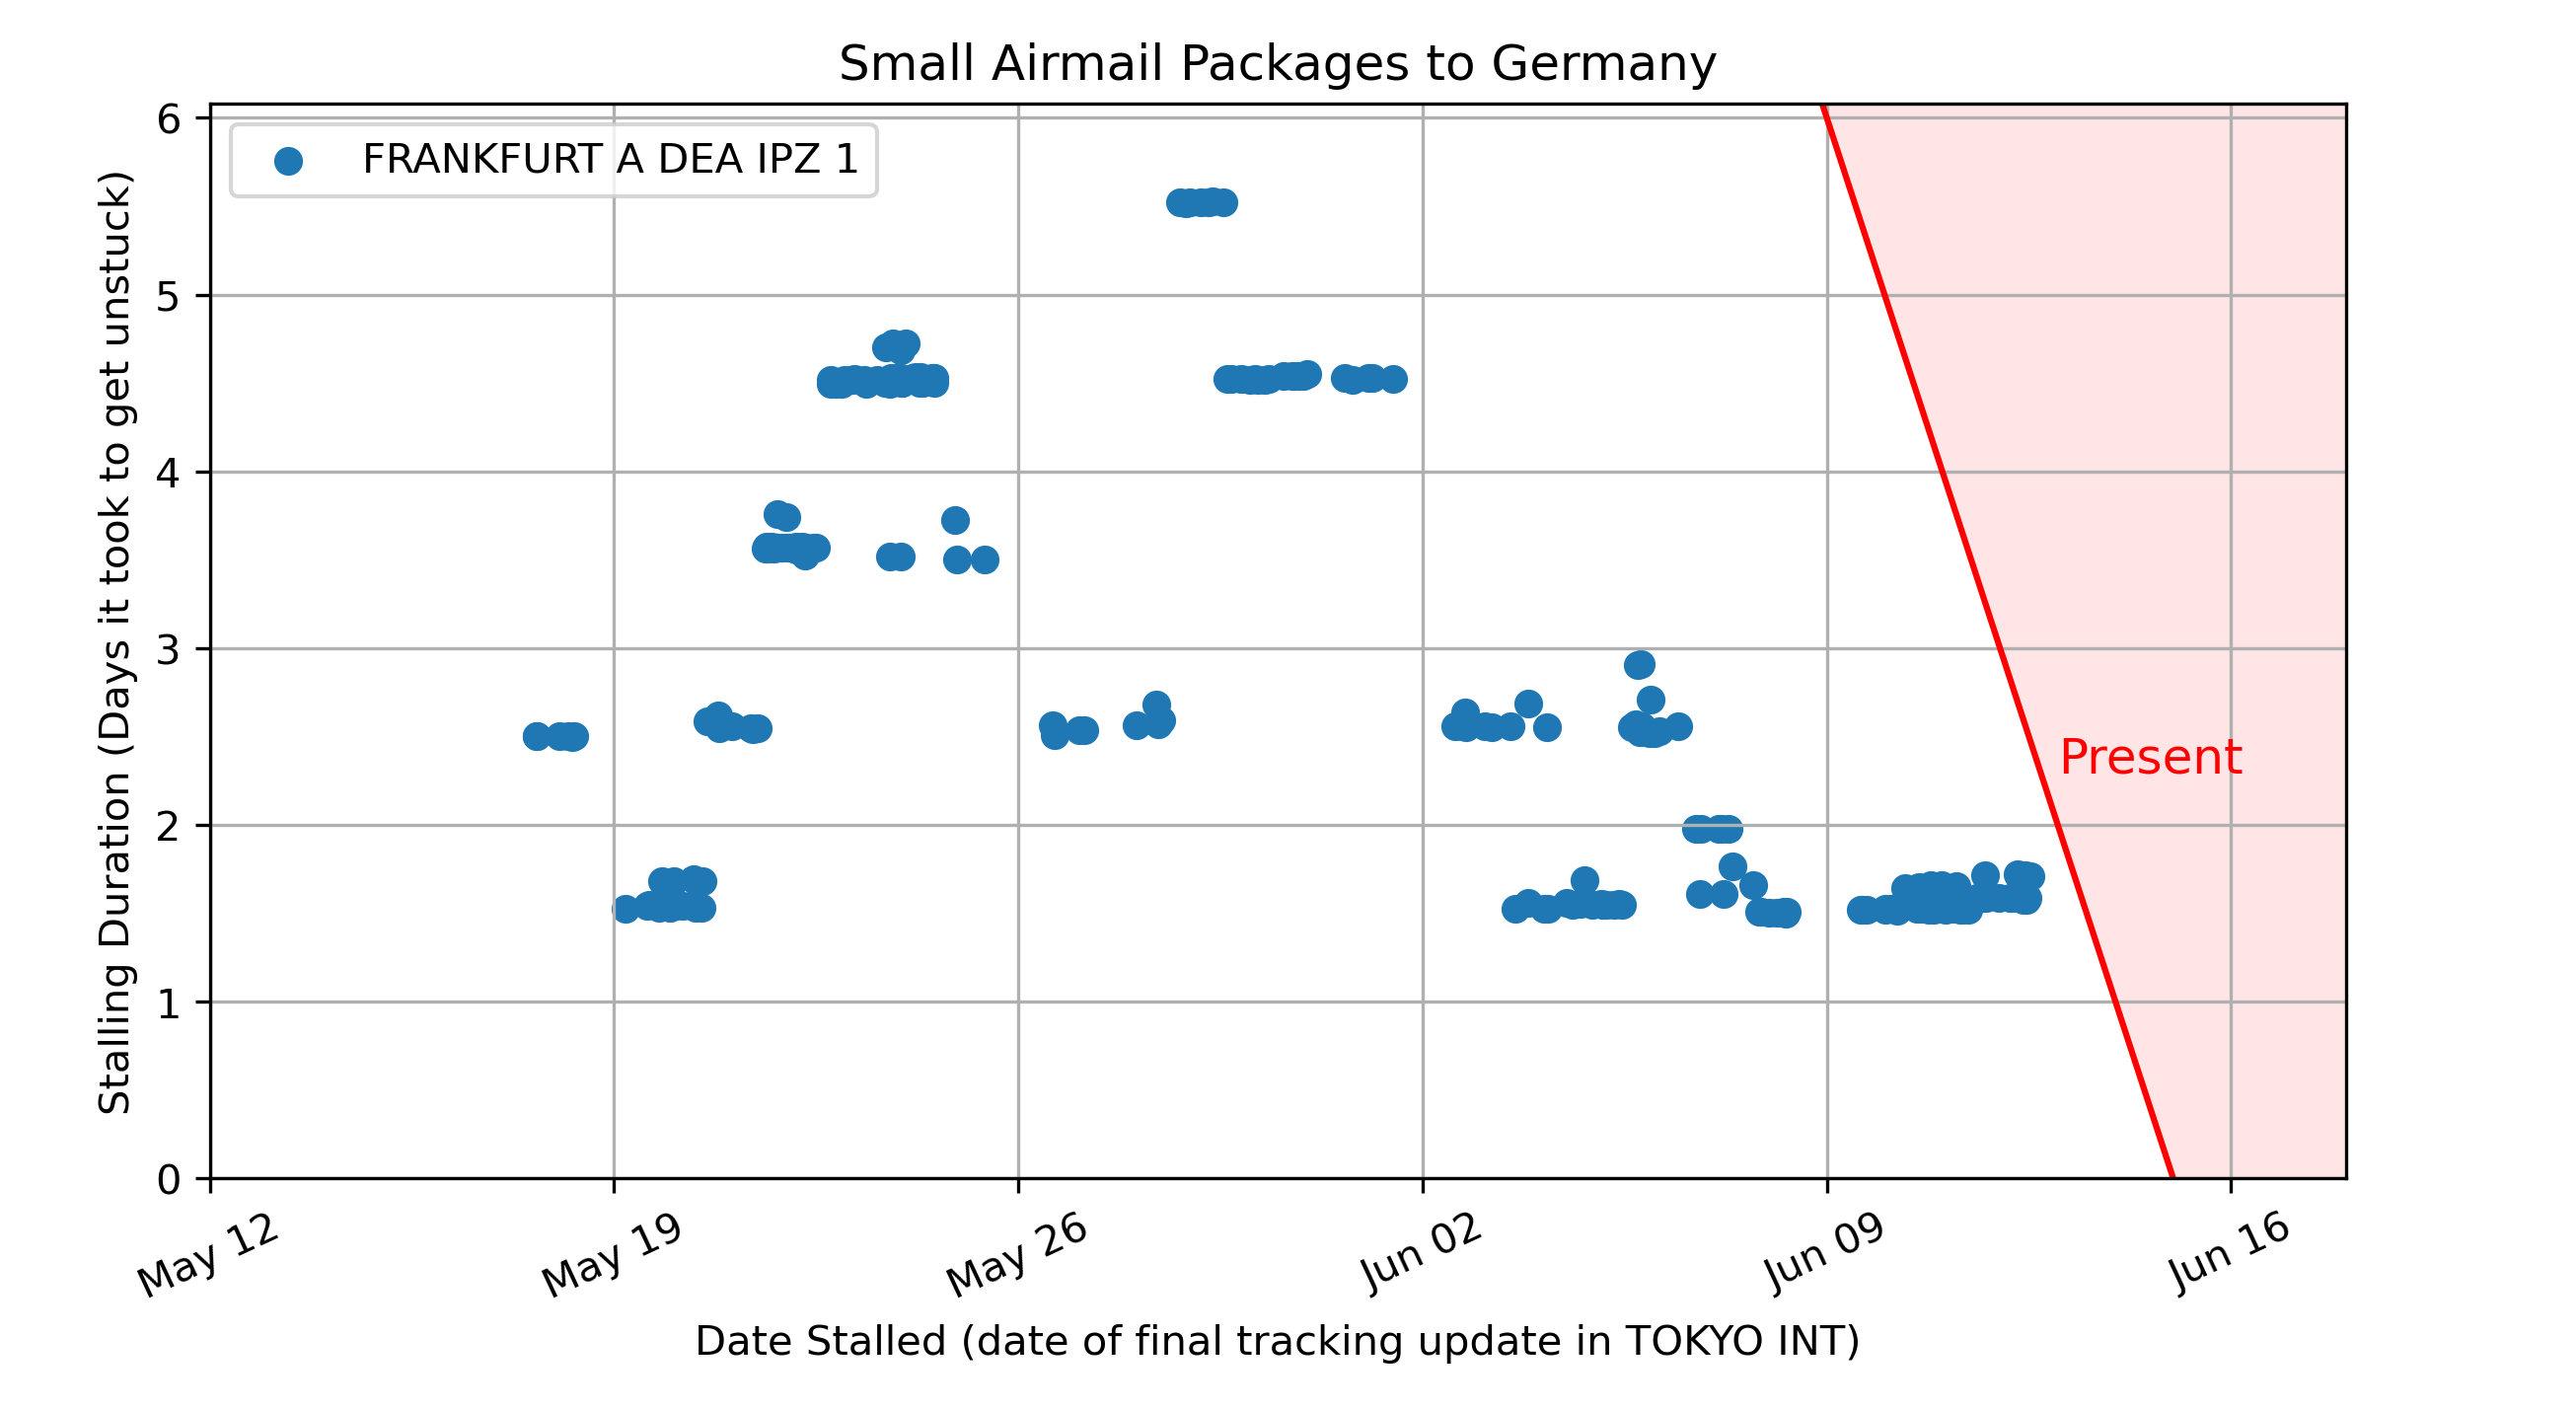 Small Airmail Packages to Germany
FRANKFURT A DEA IPZ 1
Stalling Duration (Days it took to get unstuck)
6
5
4
3
2
1
0
Present
May 12
May 19
May 26
Jun 02
Jun 09
Jun 16
Date Stalled (date of final tracking update in TOKYO INT)